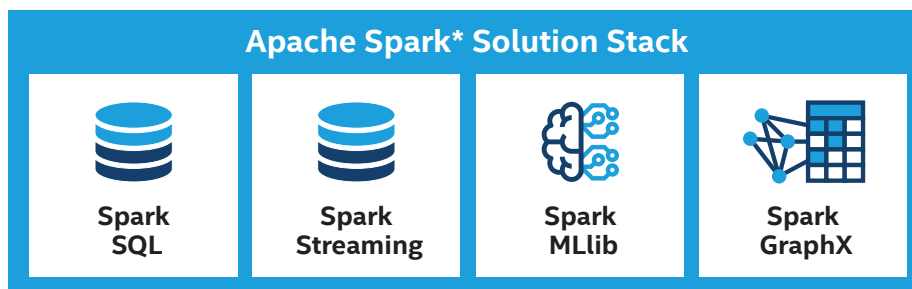 Apache Spark* Solution Stack
Spark
SQL
Spark
Streaming
Spark
MLlib
Spark
GraphX